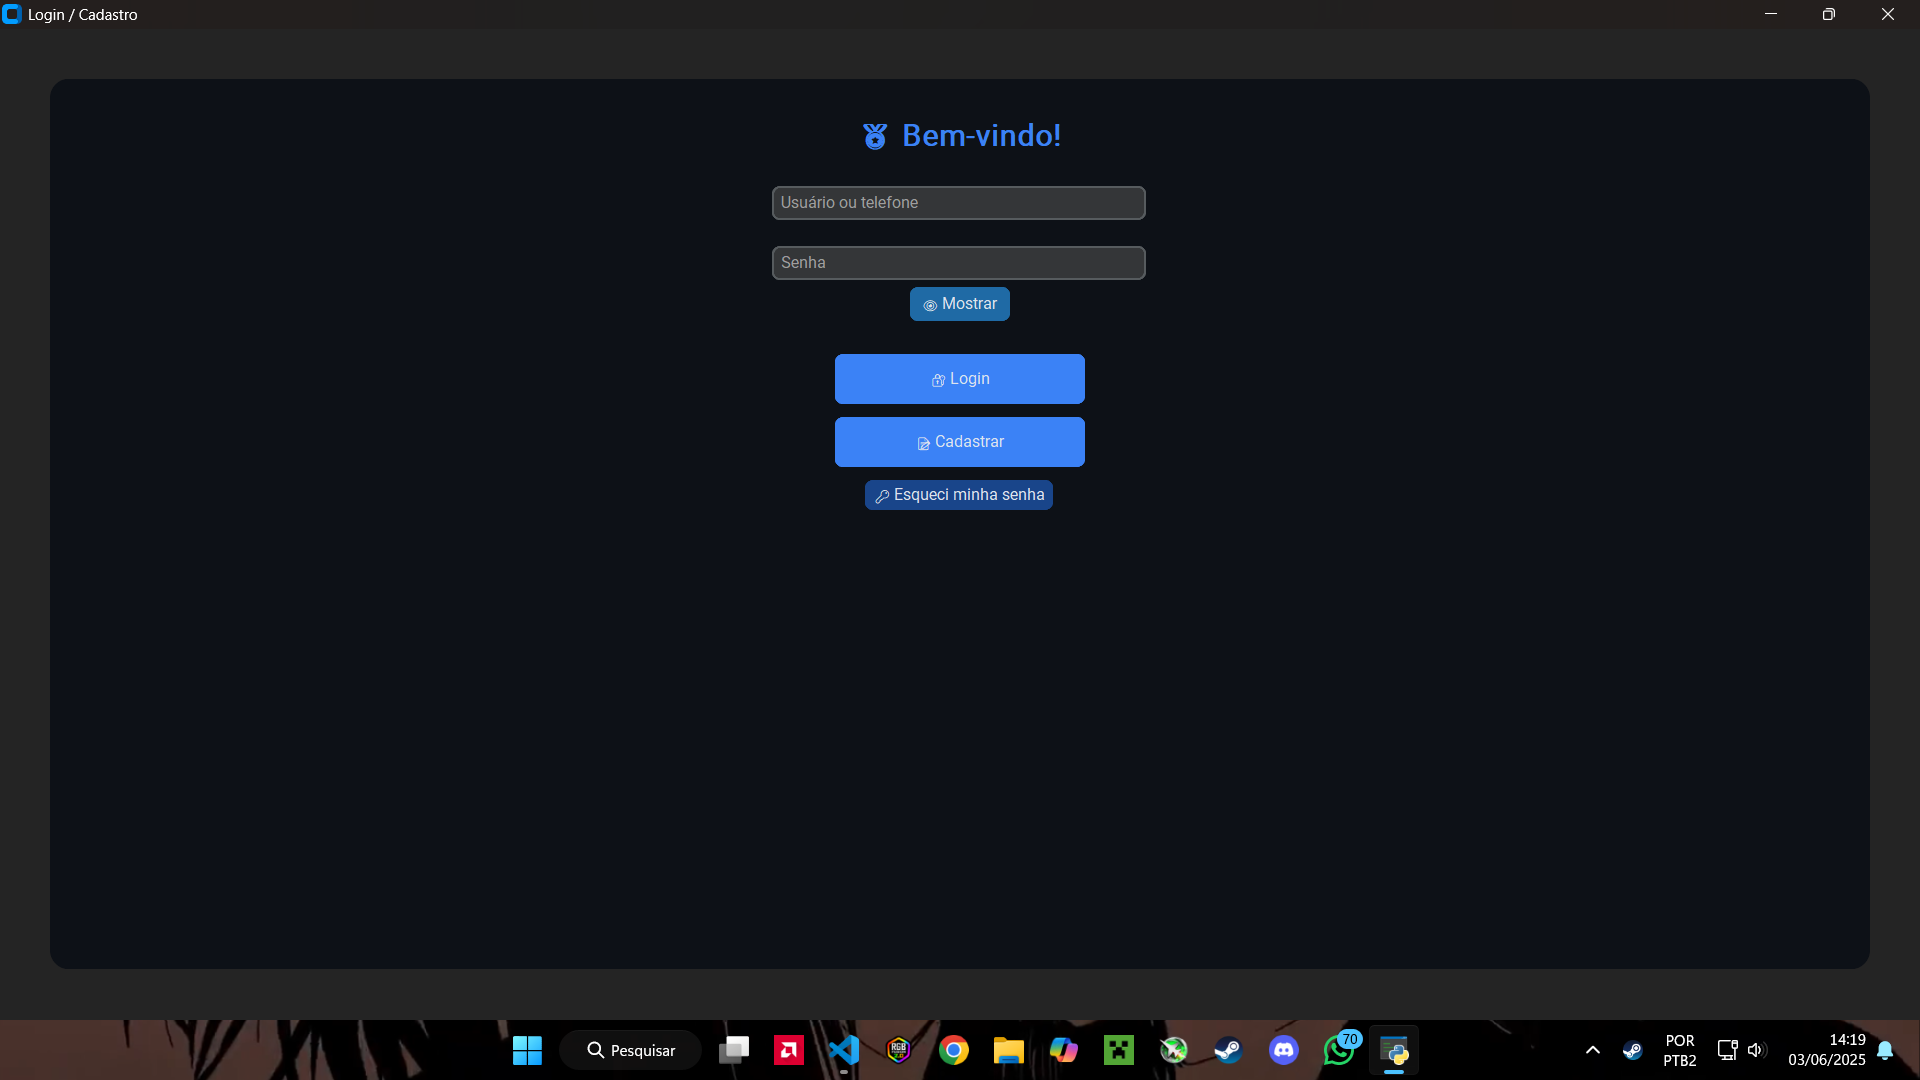 Login / Cadastro
Bem-vindo!
Usuário ou telefone
Senha
Mostrar
Login
Cadastrar
Esqueci minha senha
Pesquisar
RGB
70
POR
PTB2
14:19
03/06/2025